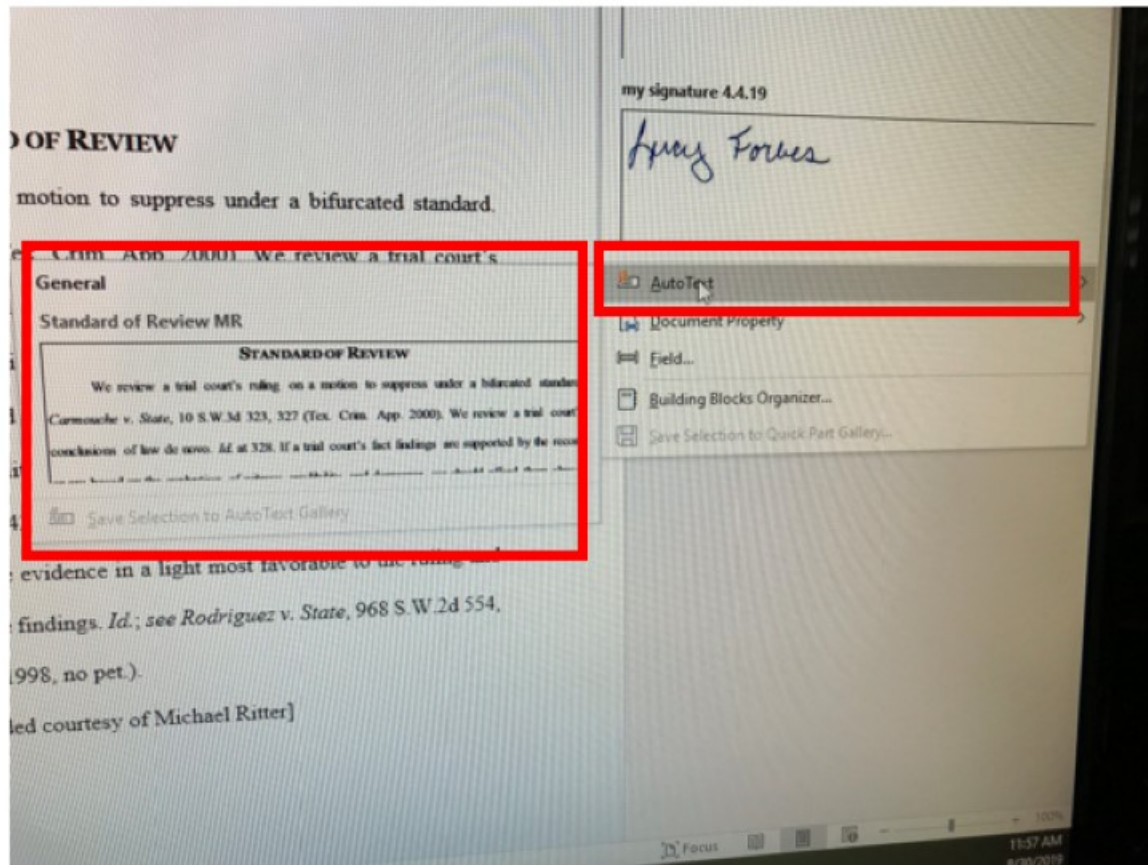 my signature 4.4.19
Lucy Forbes
OF REVIEW
motion to suppress under a bifurcated standard.
Crim. App. 2000). We review a trial court's
General
Standard of Review MR
STANDARD OF REVIEW
We review a trial court's ruling on a motion to suppress under a bifurcated
Carmouche v. State, 10 S.W.3d 323, 327 (Tex. Crim. App. 2000). We review a trial
conclusions of law de novo. Id. at 328. If a trial court's fact findings are supported by the
Save Selection to AutoText Gallery
AutoText
Document Property
Field...
Building Blocks Organizer...
Save Selection to Quick Part Gallery...
evidence in a light most favorable to the ruling and
findings. Id.; see Rodriguez v. State, 968 S.W.2d 554,
1998, no pet.).
courtesy of Michael Ritter]
Focus
100%
11:57 AM